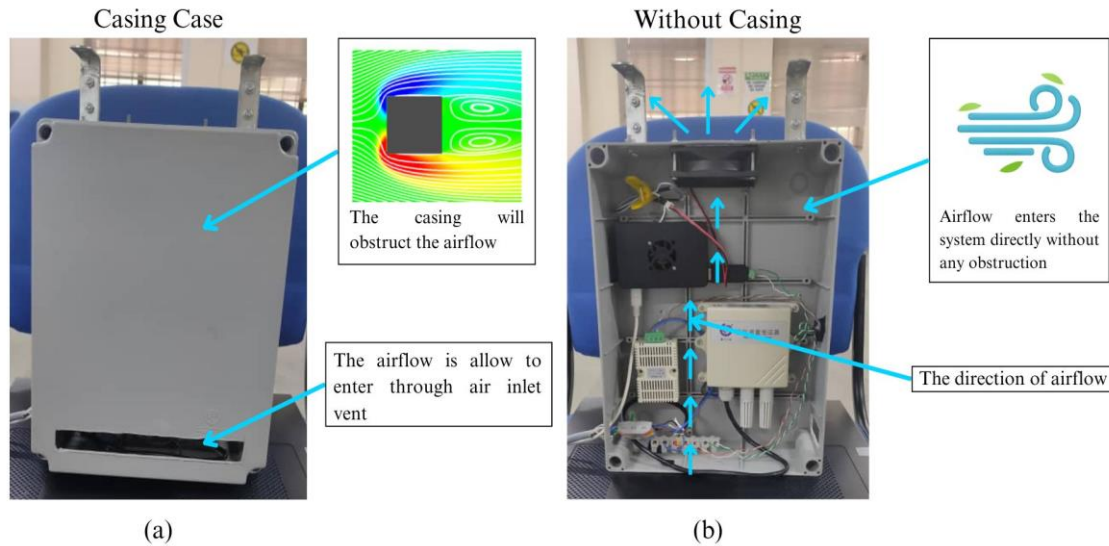 Casing Case
Without Casing
The casing will
obstruct the airflow
Airflow enters the
system directly without
any obstruction
The airflow is allow to
enter through air inlet
vent
The direction of airflow
(a)
(b)